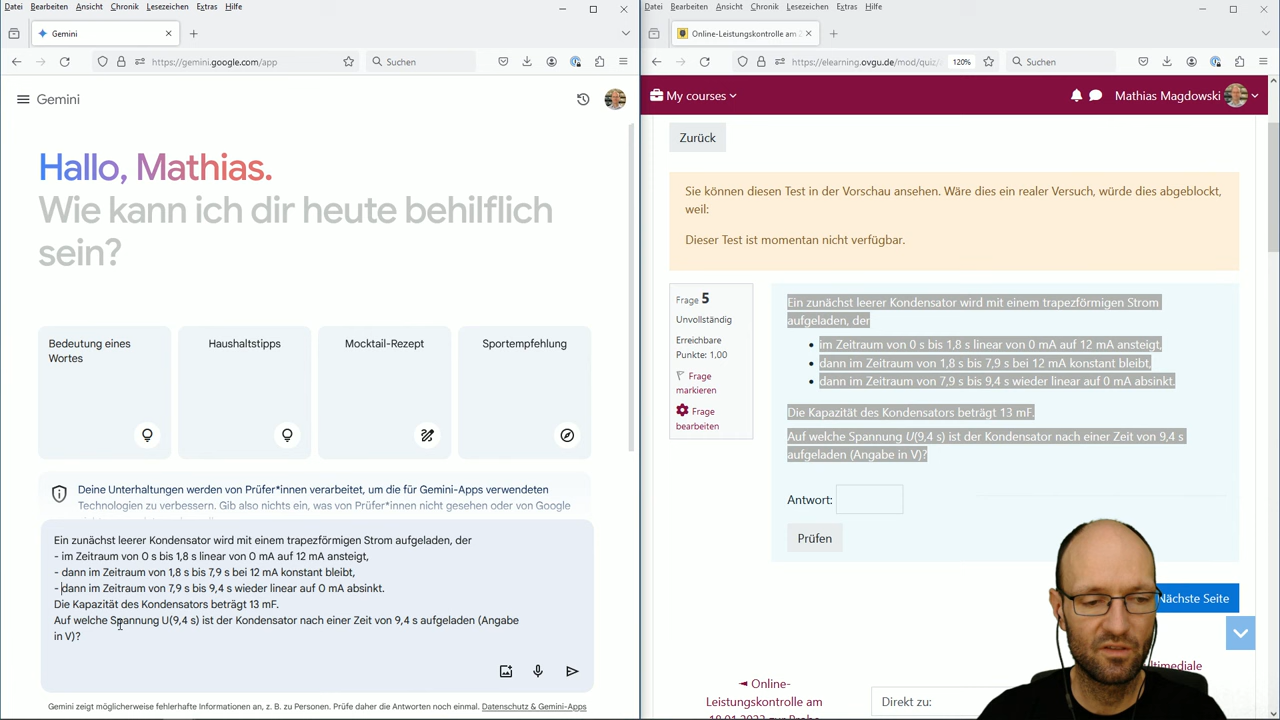 Datei Bearbeiten Ansicht Chronik Lesezeichen Extras Hilfe
Gemini
https://gemini.google.com/app
Suchen
Gemini
Hallo, Mathias.
Wie kann ich dir heute behilflich
sein?
Bedeutung eines
Wortes
Haushaltstipps
Mocktail-Rezept
Sportempfehlung
Deine Unterhaltungen werden von Prüfer*innen verarbeitet, um die für Gemini-Apps verwendeten
Technologien zu verbessern. Gib also nichts ein, was von Prüfer*innen nicht gesehen oder von Google
Ein zunächst leerer Kondensator wird mit einem trapezförmigen Strom aufgeladen, der
- im Zeitraum von 0 s bis 1,8 s linear von 0 mA auf 12 mA ansteigt,
- dann im Zeitraum von 1,8 s bis 7,9 s bei 12 mA konstant bleibt,
- dann im Zeitraum von 7,9 s bis 9,4 s wieder linear auf 0 mA absinkt.
Die Kapazität des Kondensators beträgt 13 mF.
Auf welche Spannung U(9,4 s) ist der Kondensator nach einer Zeit von 9,4 s aufgeladen (Angabe
in V)?
Gemini zeigt möglicherweise fehlerhafte Informationen an, z. B. zu Personen. Prüfe daher die Antworten noch einmal. Datenschutz & Gemini-Apps
Datei Bearbeiten Ansicht Chronik Lesezeichen Extras Hilfe
Online-Leistungskontrolle am
https://elearning.ovgu.de/mod/quiz/
120%
Suchen
My courses
Mathias Magdowski
Zurück
Sie können diesen Test in der Vorschau ansehen. Wäre dies ein realer Versuch, würde dies abgeblockt,
weil:
Dieser Test ist momentan nicht verfügbar.
Frage 5
Unvollständig
Erreichbare
Punkte: 1,00
Frage
markieren
Frage
bearbeiten
Ein zunächst leerer Kondensator wird mit einem trapezförmigen Strom
aufgeladen, der
• im Zeitraum von 0 s bis 1,8 s linear von 0 mA auf 12 mA ansteigt,
• dann im Zeitraum von 1,8 s bis 7,9 s bei 12 mA konstant bleibt,
• dann im Zeitraum von 7,9 s bis 9,4 s wieder linear auf 0 mA absinkt.
Die Kapazität des Kondensators beträgt 13 mF.
Auf welche Spannung U(9,4 s) ist der Kondensator nach einer Zeit von 9,4 s
aufgeladen (Angabe in V)?
Antwort:
Prüfen
Nächste Seite
◄ Online-
Leistungskontrolle am
Direkt zu: